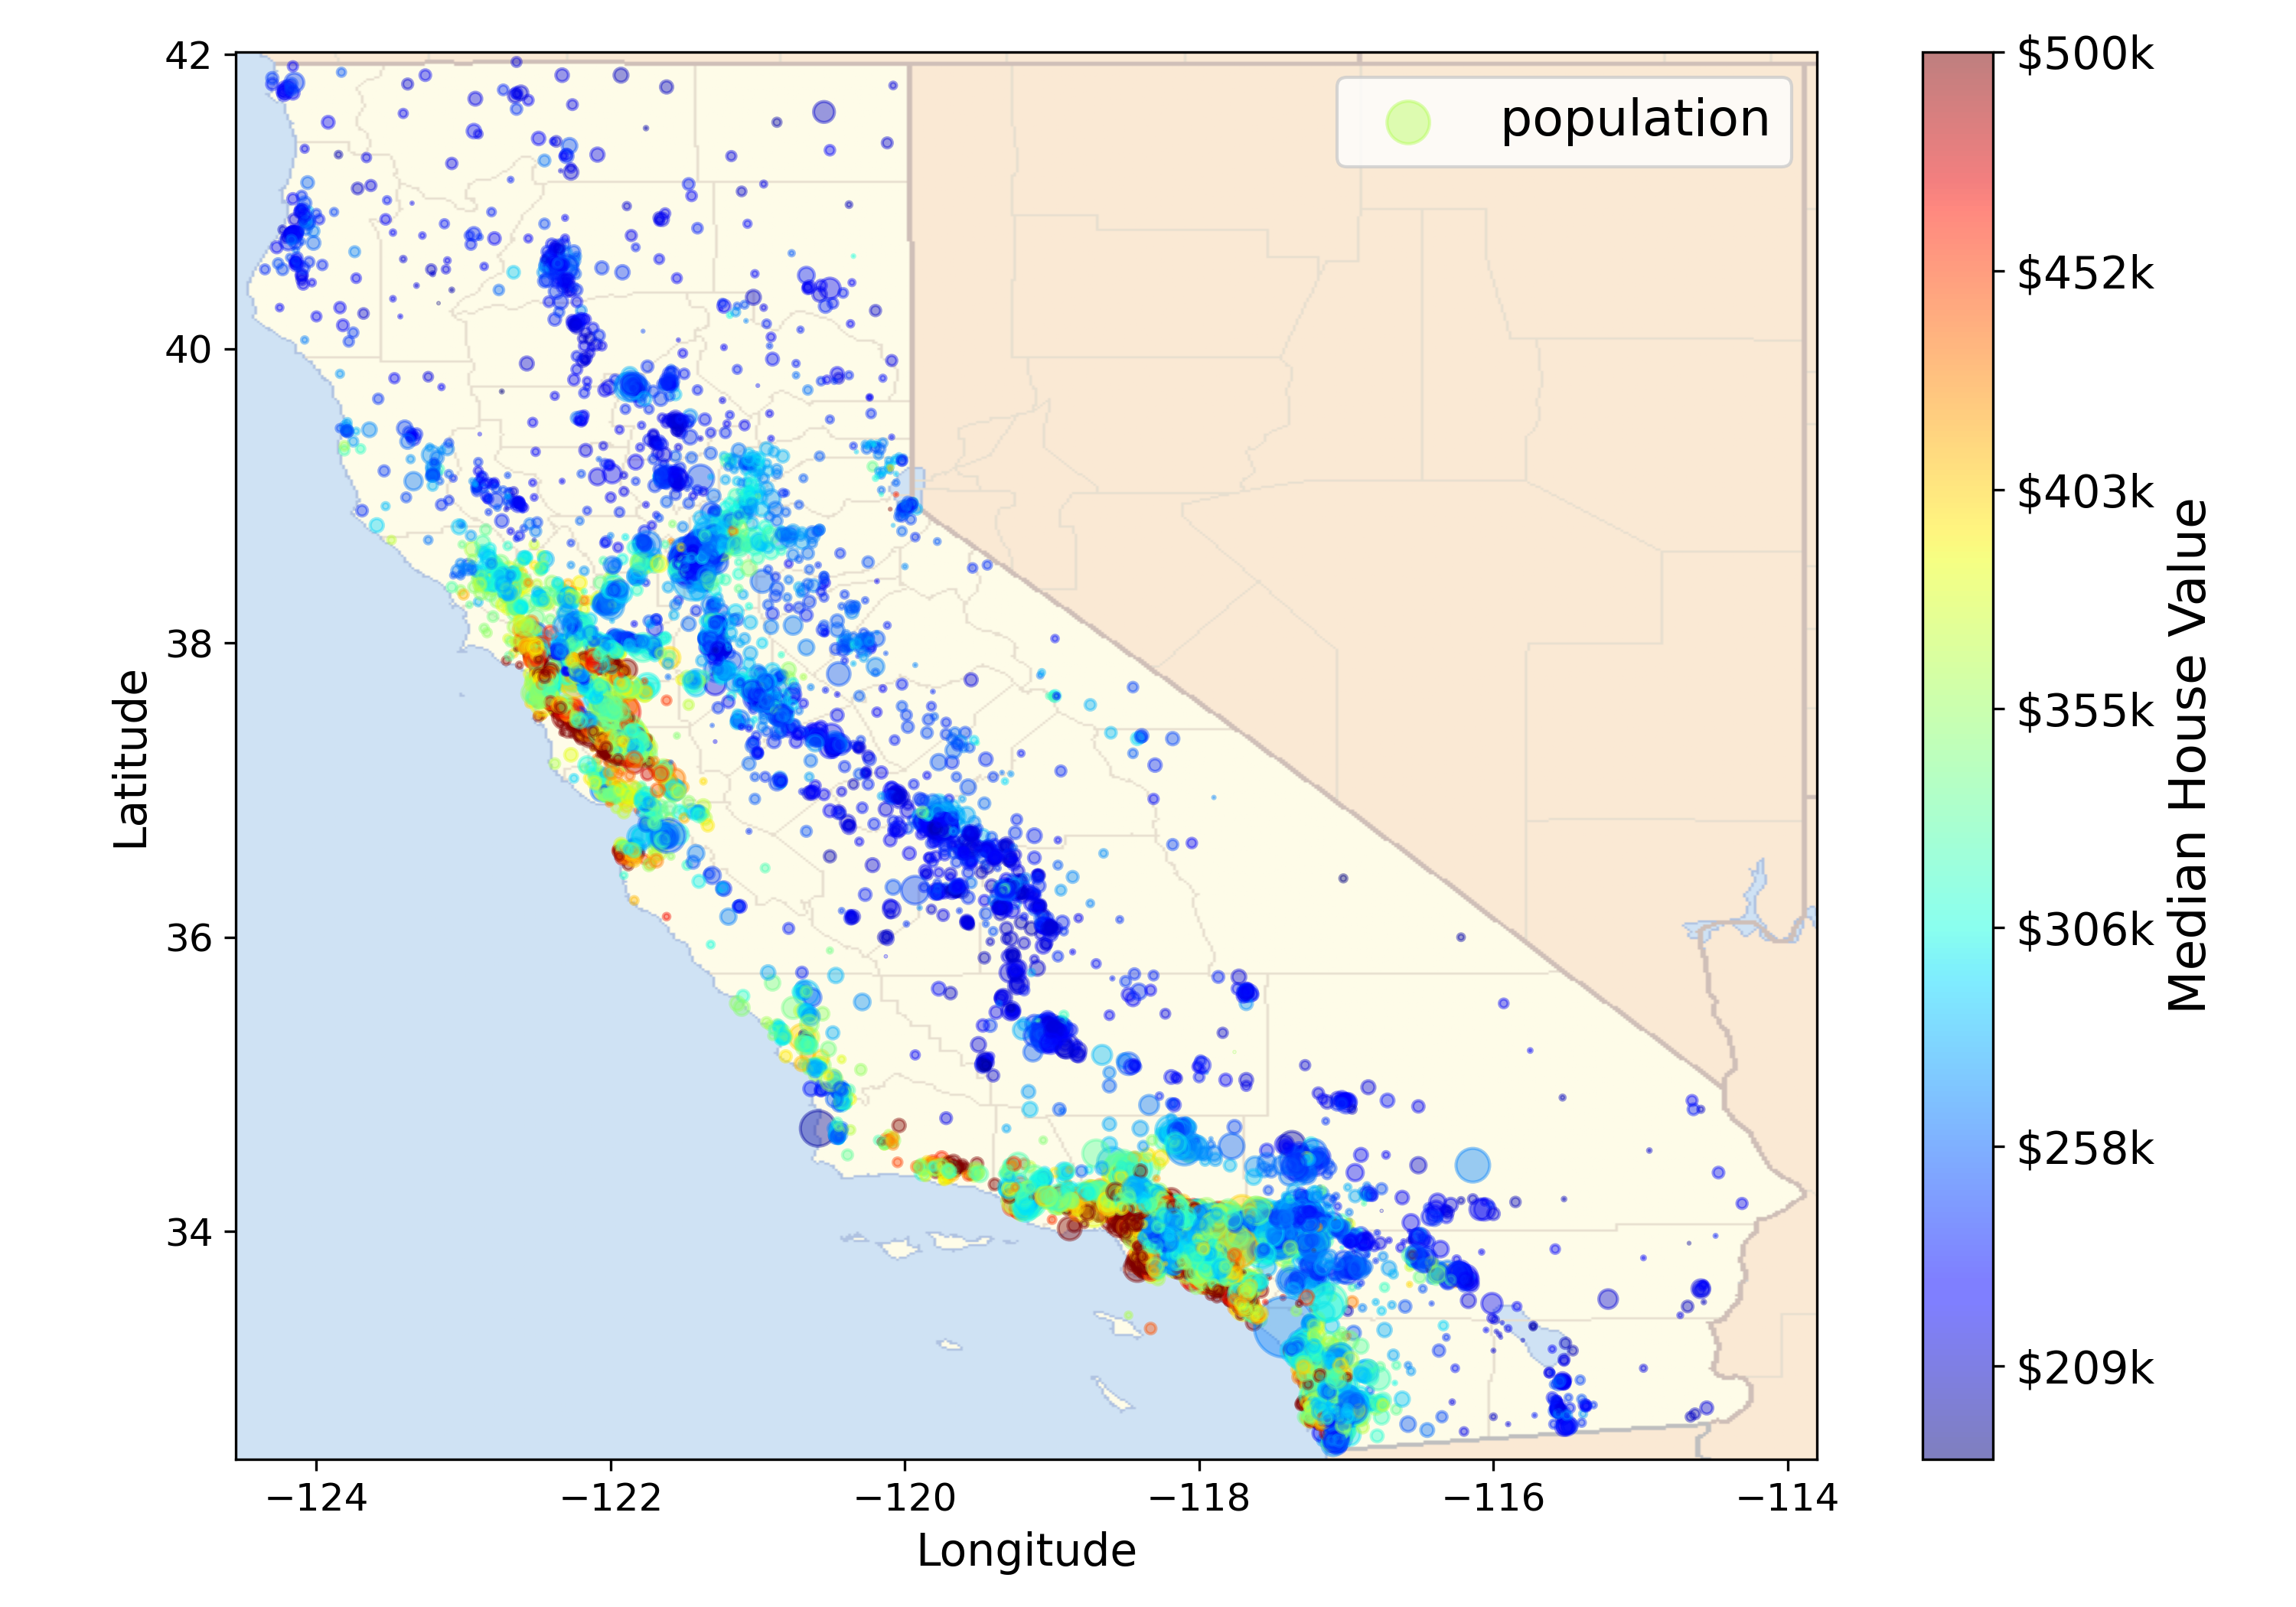 42
40
38
36
34
Latitude
−124
−122
−120
−118
−116
−114
Longitude
population
$500k
$452k
$403k
$355k
$306k
$258k
$209k
Median House Value